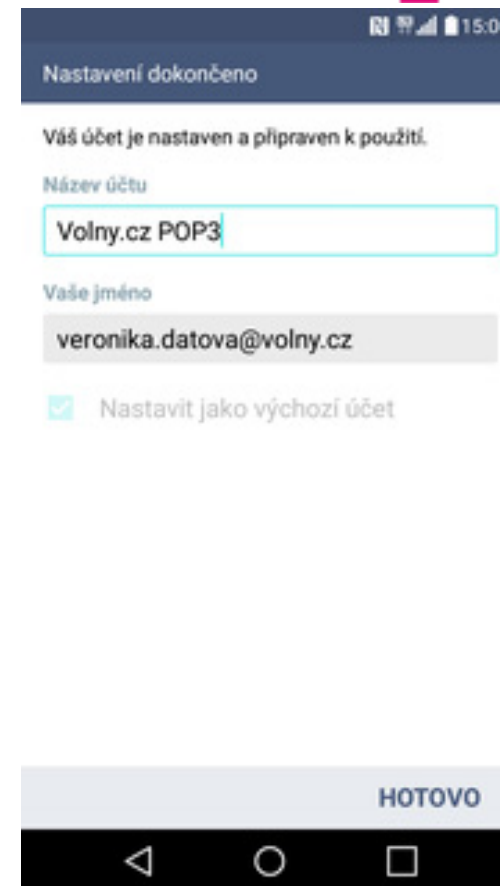 15:0
Nastavení dokončeno
Váš účet je nastaven a připraven k použití.
Název účtu
Volny.cz POP3
Vaše jméno
veronika.datova@volny.cz
Nastavit jako výchozí účet
HOTOVO